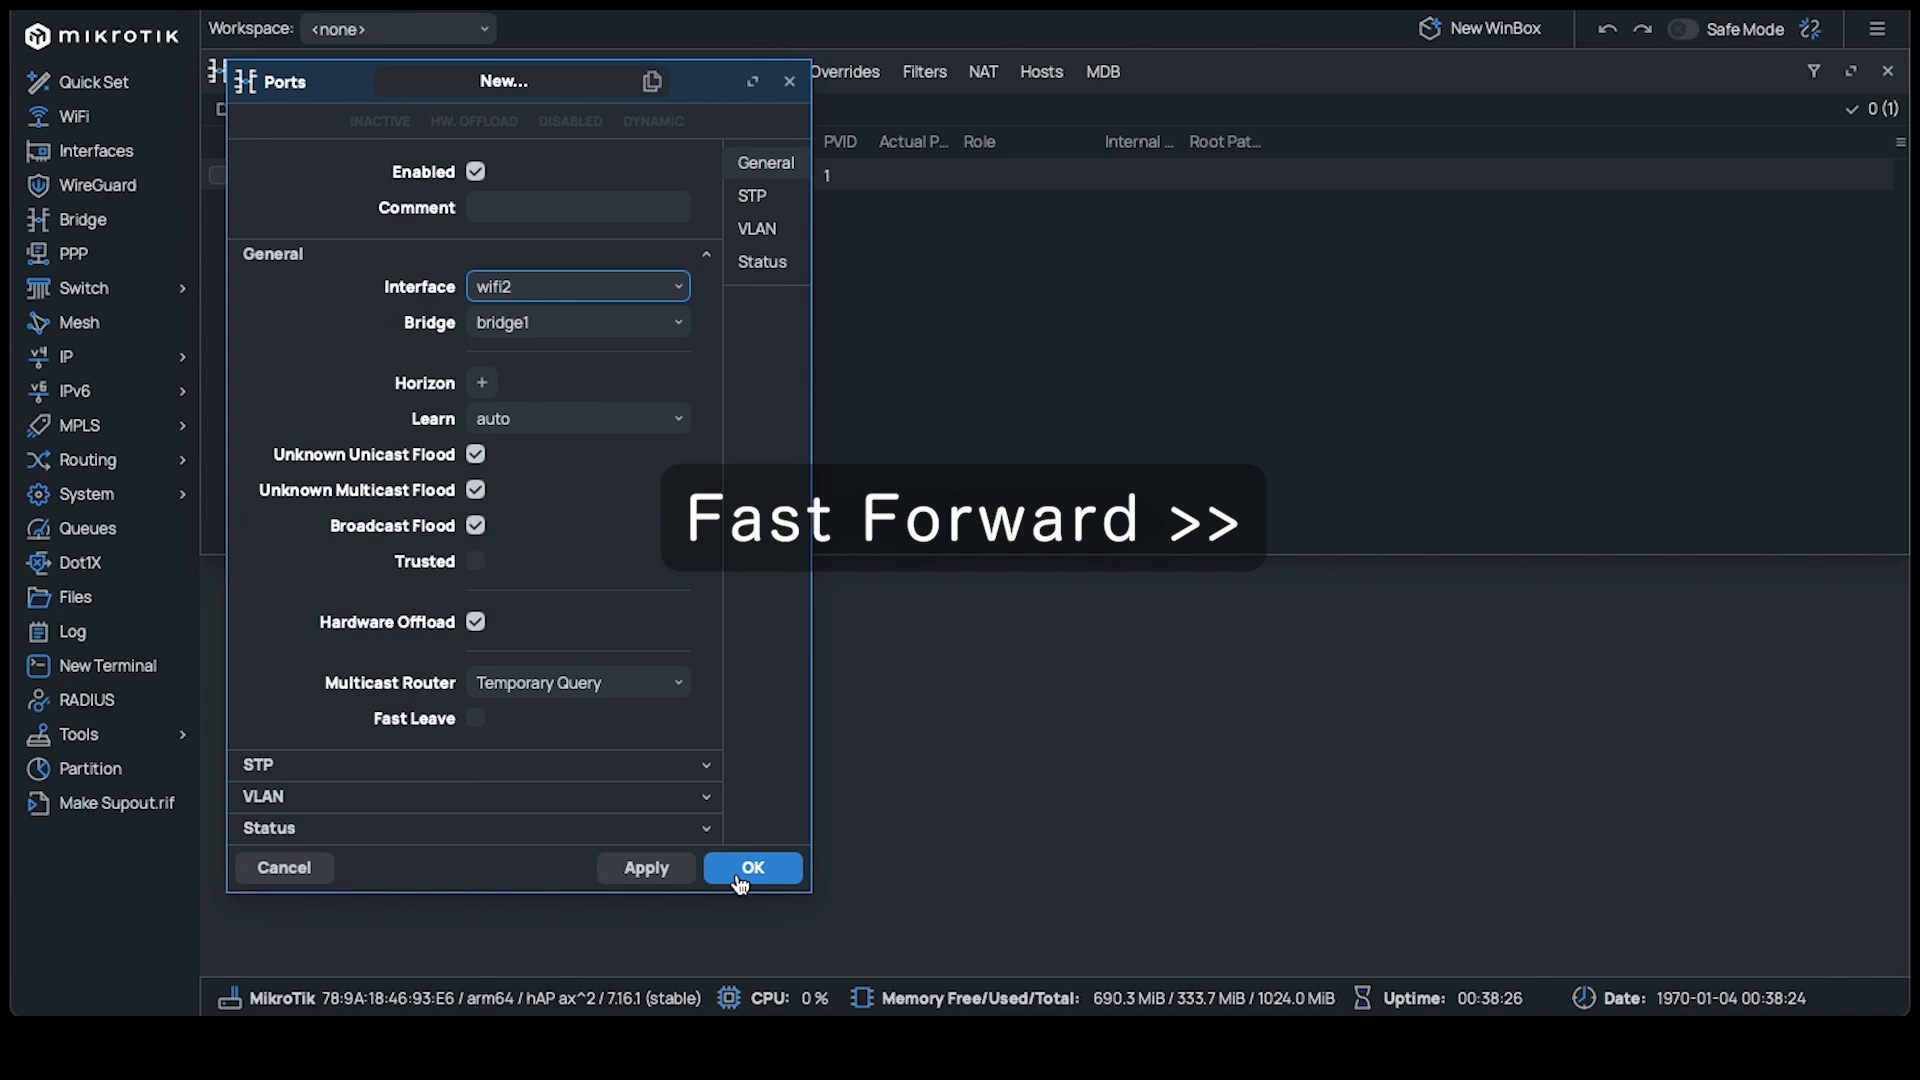 MikroTik
Workspace: <none>
New WinBox
Safe Mode
Quick Set
WiFi
Interfaces
WireGuard
Bridge
PPP
Switch
Mesh
IP
IPv6
MPLS
Routing
System
Queues
Dot1X
Files
Log
New Terminal
RADIUS
Tools
Partition
Make Supout.rif
Ports New...
Overrides Filters NAT Hosts MDB
0 (1)
INACTIVE HW. OFFLOAD DISABLED DYNAMIC
PVID Actual P... Role Internal ... Root Pat...
1
Enabled
Comment
General
Interface wifi2
Bridge bridge1
Horizon +
Learn auto
Unknown Unicast Flood
Unknown Multicast Flood
Broadcast Flood
Trusted
Hardware Offload
Multicast Router Temporary Query
Fast Leave
STP
VLAN
Status
General
STP
VLAN
Status
Cancel Apply OK
Fast Forward >>
MikroTik 78:9A:18:46:93:E6 / arm64 / hAP ax^2 / 7.16.1 (stable) CPU: 0 % Memory Free/Used/Total: 690.3 MiB / 333.7 MiB / 1024.0 MiB Uptime: 00:38:26 Date: 1970-01-04 00:38:24